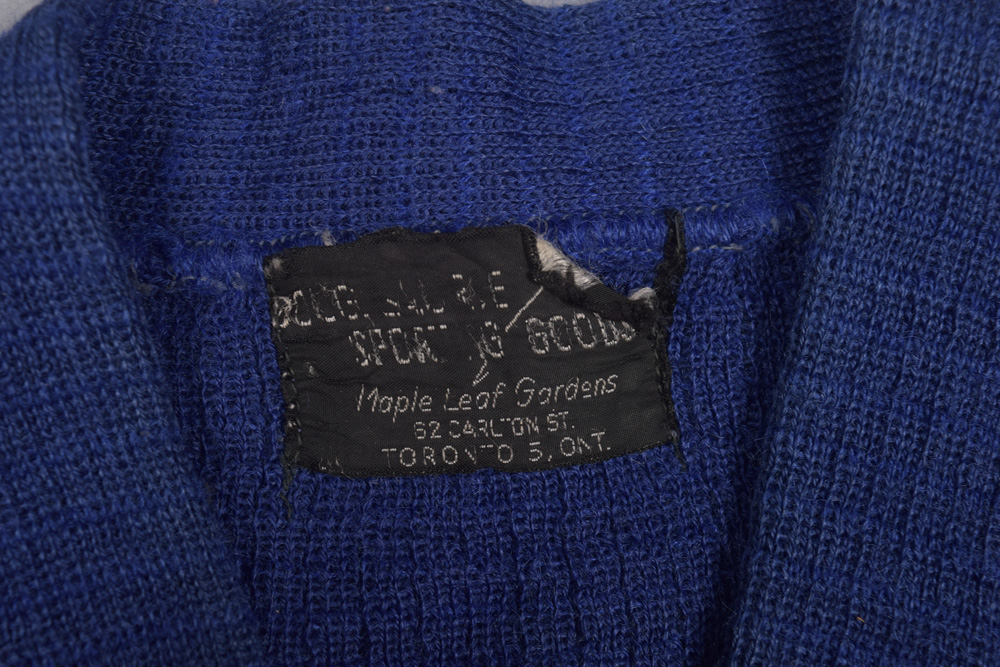 SPORTING GOODS
Maple Leaf Gardens
62 CARLTON ST.
TORONTO 5, ONT.